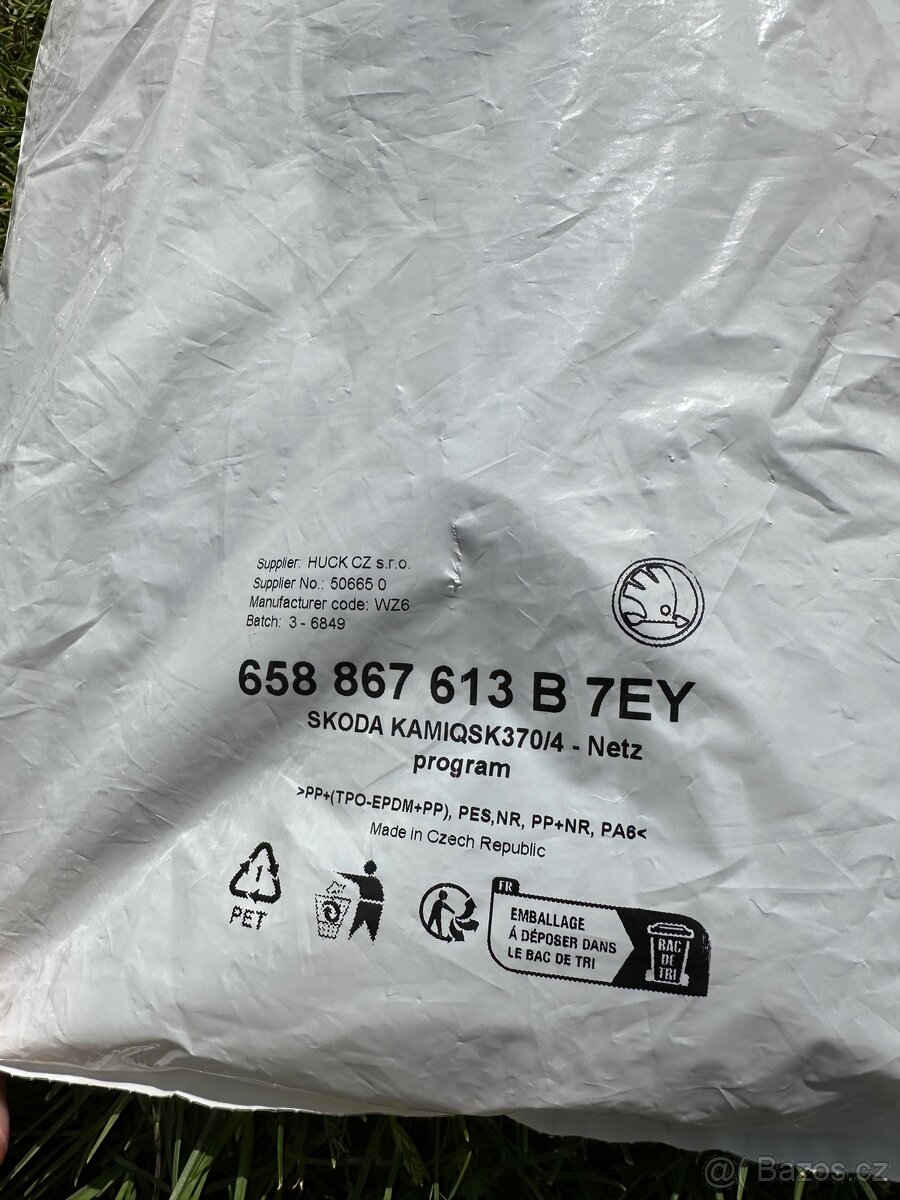 Supplier: HUCK CZ s.r.o.
Supplier No.: 50665 0
Manufacturer code: WZ6
Batch: 3 - 6849
658 867 613 B 7EY
SKODA KAMIQSK370/4 - Netz
program
>PP+(TPO-EPDM+PP), PES,NR, PP+NR, PA6<
Made in Czech Republic
1
PET
FR
EMBALLAGE
Á DÉPOSER DANS
LE BAC DE TRI
BAC
DE
TRI
@ Bazos.cz